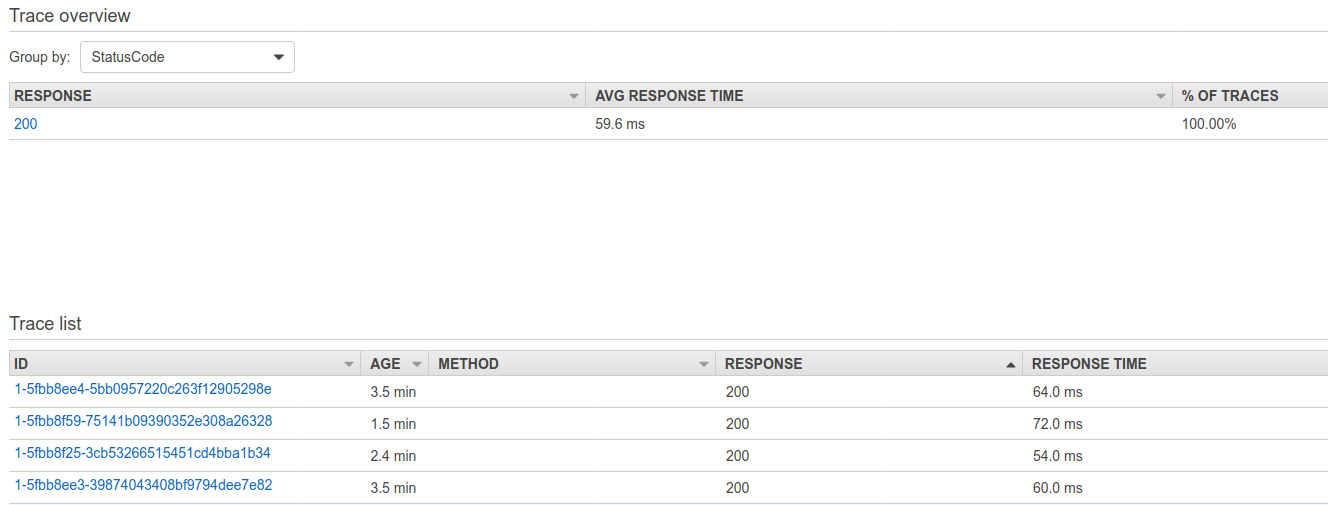 Trace overview
Group by: StatusCode
RESPONSE AVG RESPONSE TIME % OF TRACES
200 59.6 ms 100.00%
Trace list
ID AGE METHOD RESPONSE RESPONSE TIME
1-5fbb8ee4-5bb0957220c263f12905298e 3.5 min 200 64.0 ms
1-5fbb8f59-75141b09390352e308a26328 1.5 min 200 72.0 ms
1-5fbb8f25-3cb53266515451cd4bba1b34 2.4 min 200 54.0 ms
1-5fbb8ee3-39874043408bf9794dee7e82 3.5 min 200 60.0 ms